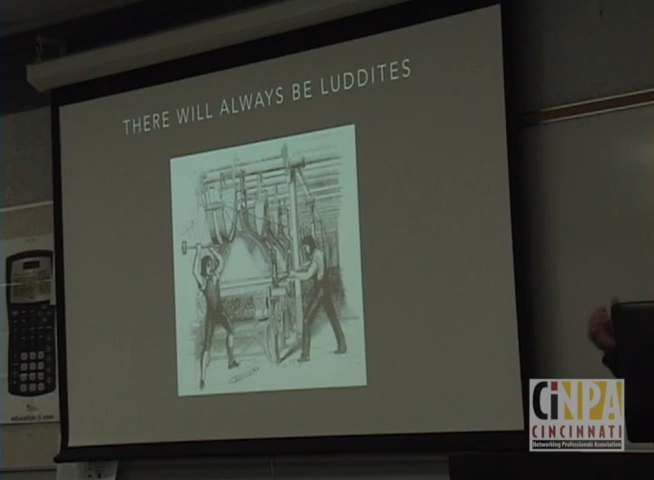 THERE WILL ALWAYS BE LUDDITES
CiNPA
CINCINNATI
Networking Professionals Association